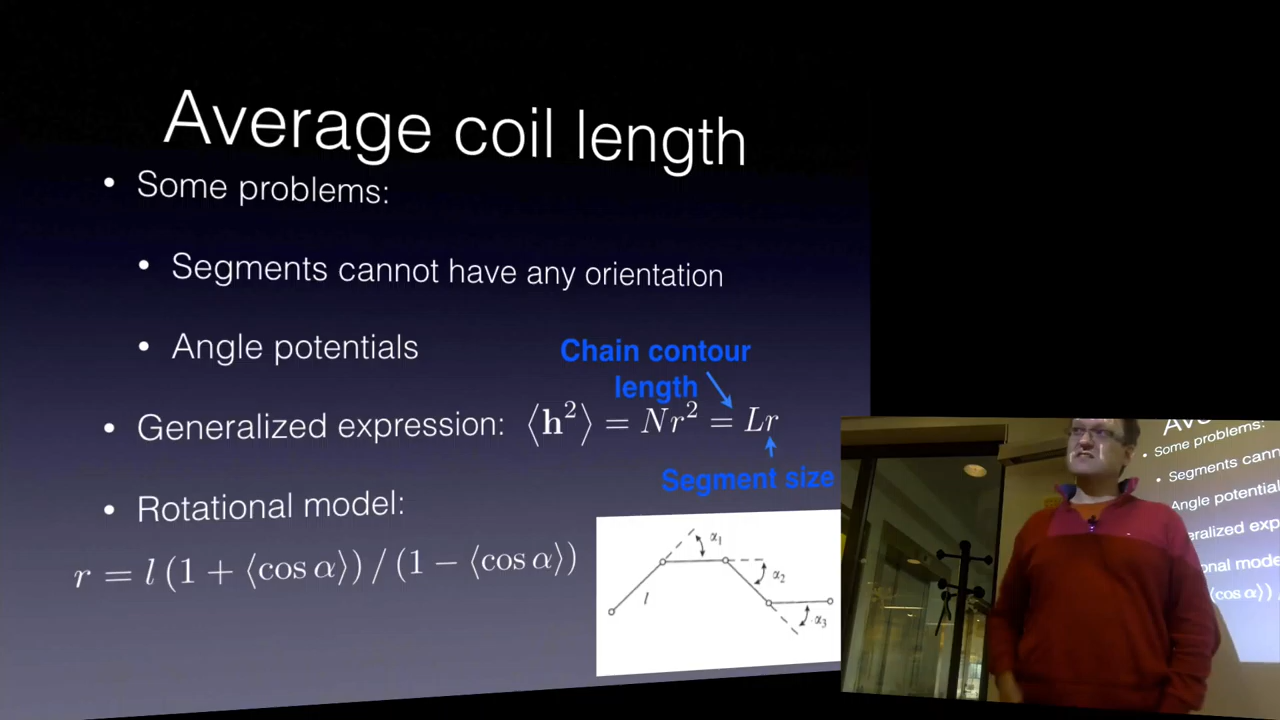 Average coil length
• Some problems:
• Segments cannot have any orientation
• Angle potentials
Chain contour
length
• Generalized expression: ⟨h²⟩ = Nr² = Lr
Segment size
• Rotational model:
r = l (1 + ⟨cos α⟩) / (1 − ⟨cos α⟩)
α₁
α₂
l
α₃
Some problems:
• Segments cann
Angle potential
eralized exp
onal mode
⟨cos α⟩)